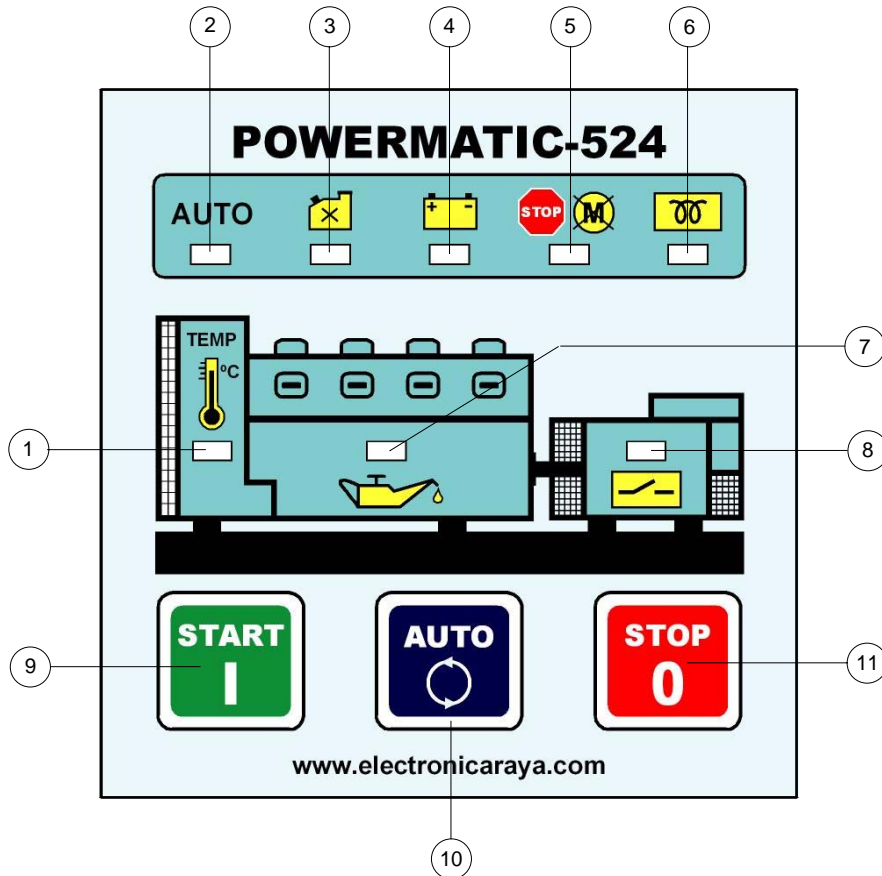 2 3 4 5 6
POWERMATIC-524
AUTO + - STOP M
TEMP
ºC
7
1
8
START I
AUTO
STOP 0
9
11
www.electronicaraya.com
10